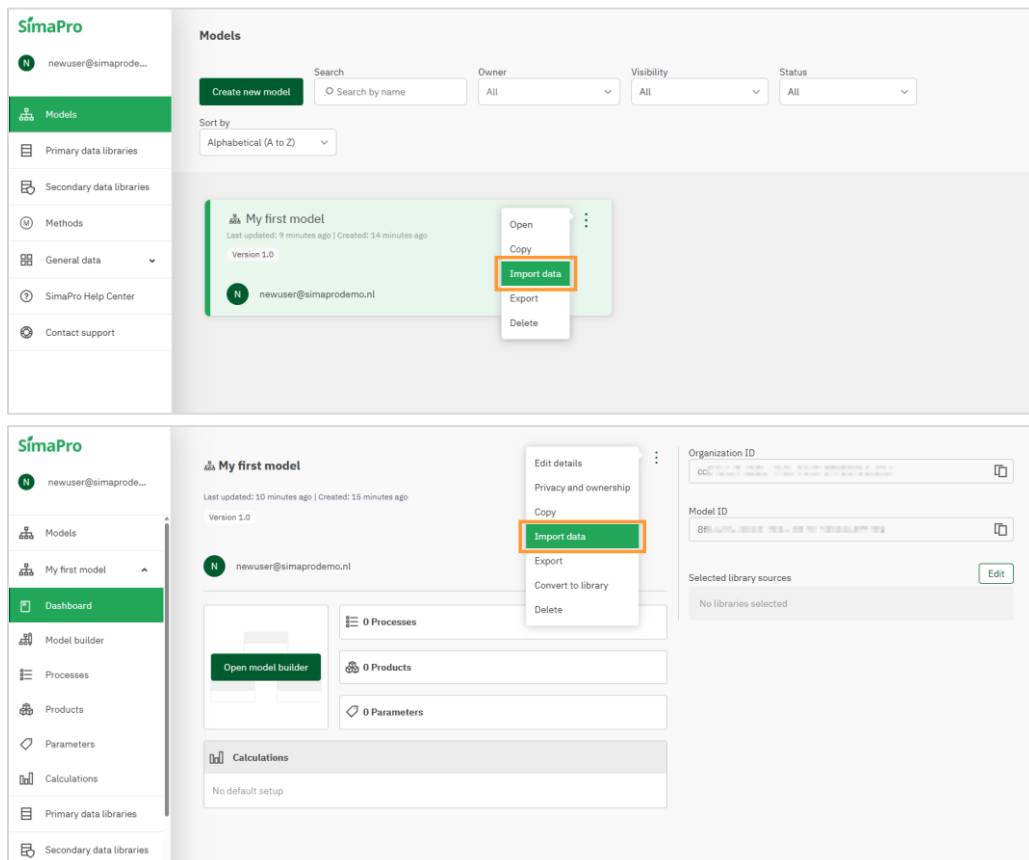 SimaPro
N newuser@simaprode...
Models
Primary data libraries
Secondary data libraries
M Methods
General data
SimaPro Help Center
Contact support
Models
Create new model
Search
Search by name
Owner
All
Visibility
All
Status
All
Sort by
Alphabetical (A to Z)
My first model
Last updated: 9 minutes ago | Created: 14 minutes ago
Version 1.0
N newuser@simaprodemo.nl
Open
Copy
Import data
Export
Delete
SimaPro
N newuser@simaprode...
Models
My first model
Dashboard
Model builder
Processes
Products
Parameters
Calculations
Primary data libraries
Secondary data libraries
My first model
Last updated: 10 minutes ago | Created: 15 minutes ago
Version 1.0
N newuser@simaprodemo.nl
Edit details
Privacy and ownership
Copy
Import data
Export
Convert to library
Delete
Open model builder
0 Processes
0 Products
0 Parameters
Calculations
No default setup
Organization ID
Model ID
Selected library sources
Edit
No libraries selected